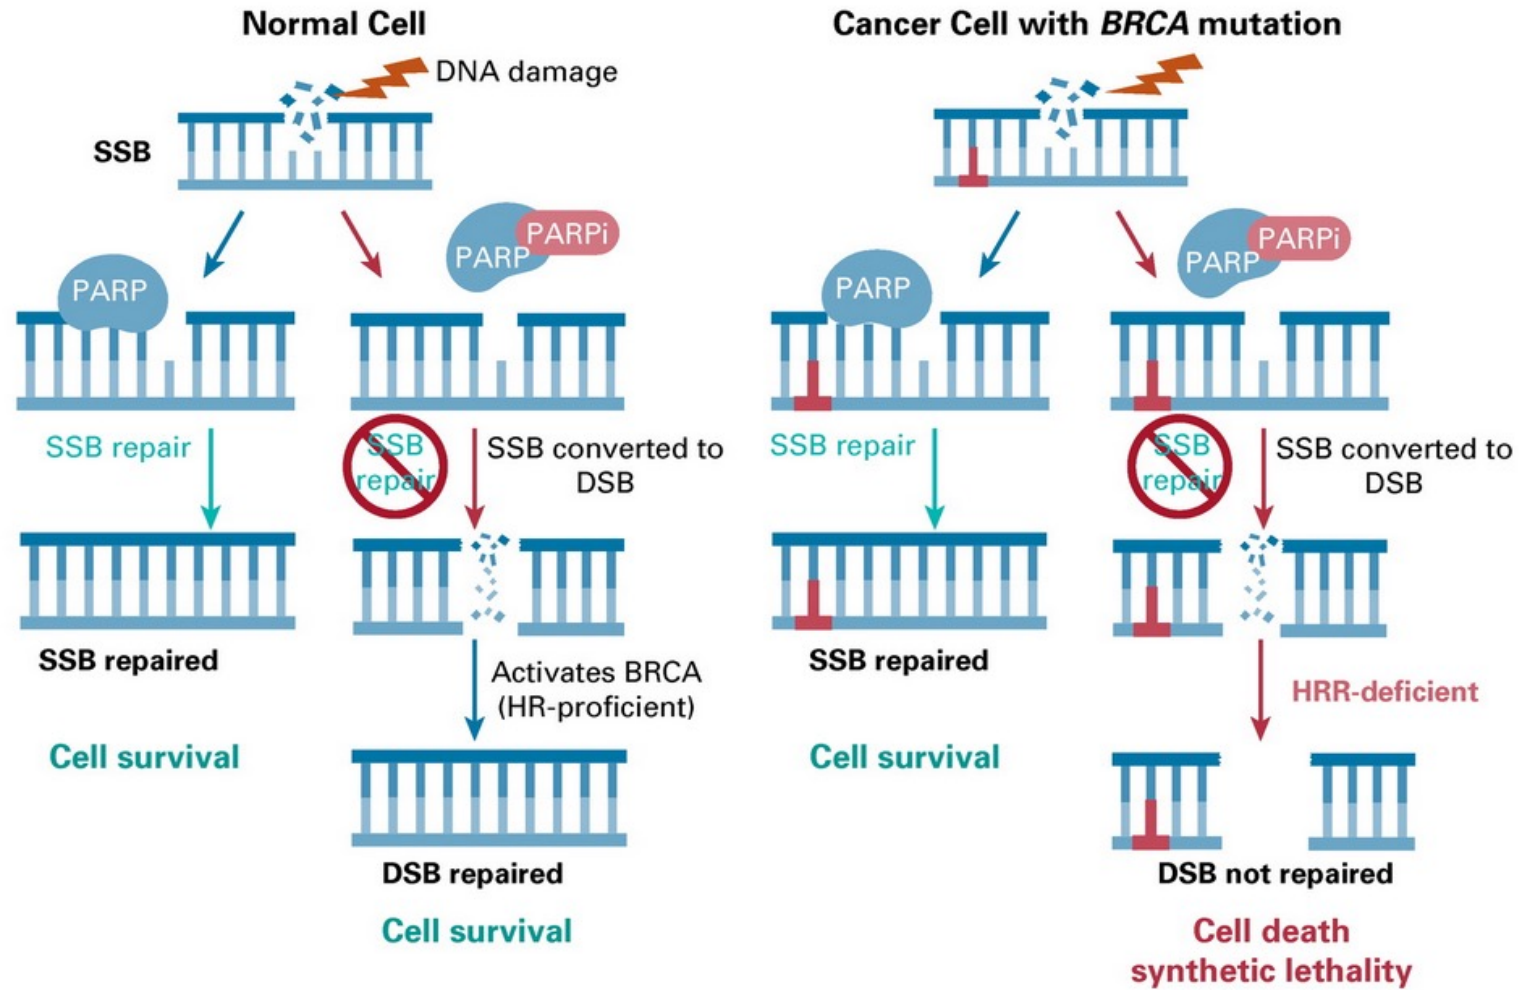 Normal Cell
DNA damage
SSB
PARP
PARP
PARPi
SSB repair
SSB
repair
SSB converted to
DSB
SSB repaired
Cell survival
Activates BRCA
(HR-proficient)
DSB repaired
Cell survival
Cancer Cell with BRCA mutation
PARP
PARP
PARPi
SSB repair
SSB
repair
SSB converted to
DSB
SSB repaired
Cell survival
HRR-deficient
DSB not repaired
Cell death
synthetic lethality